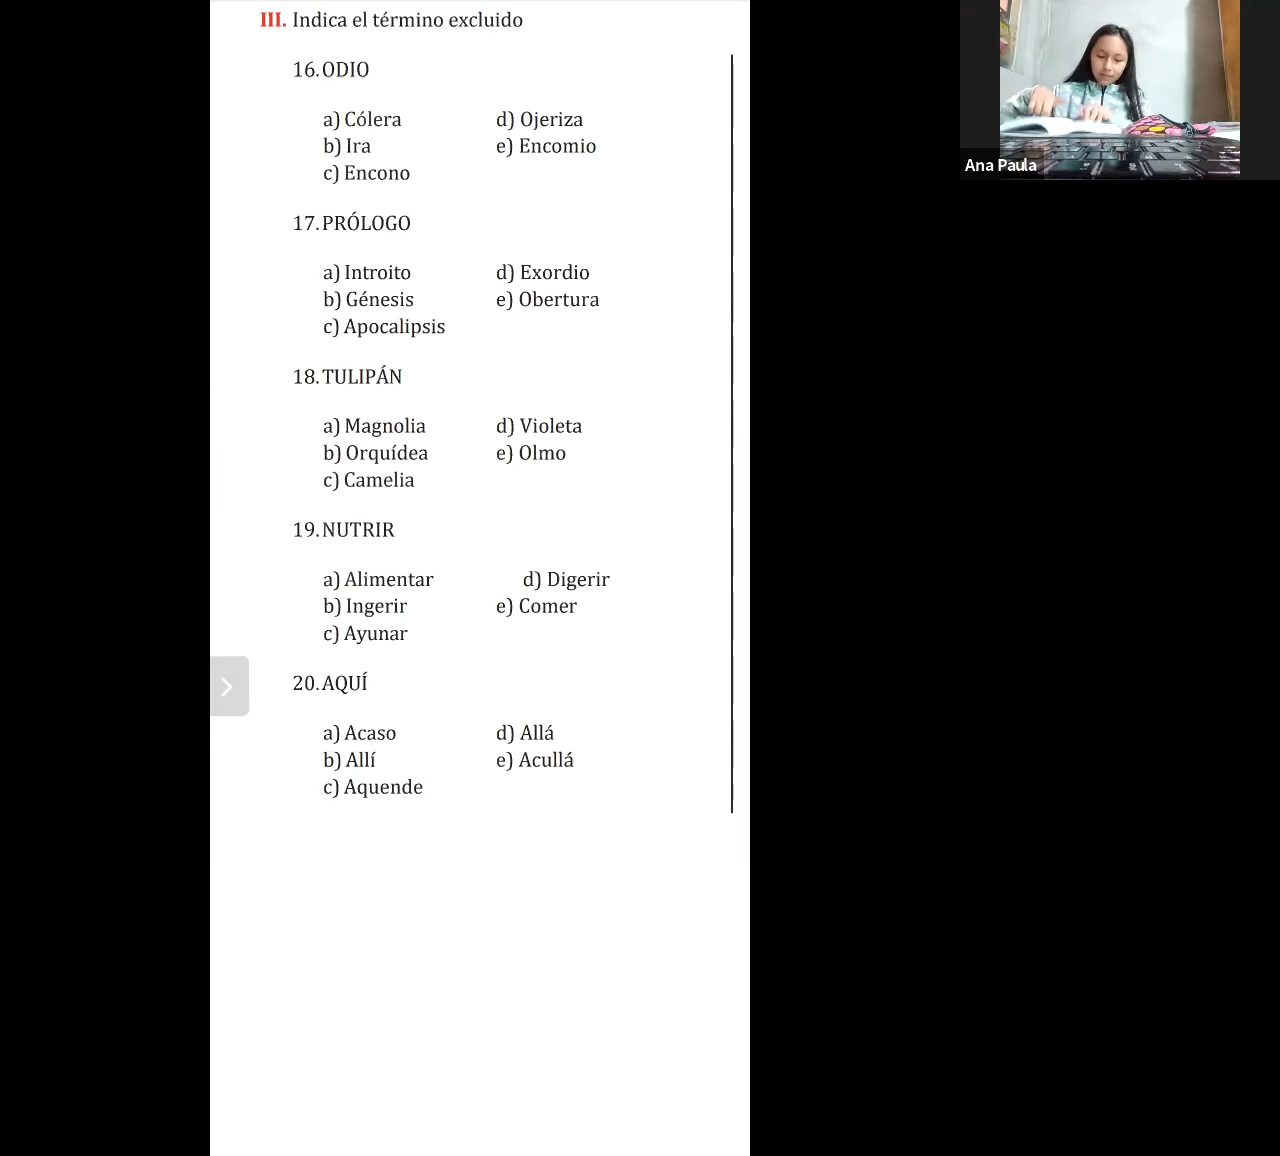 III. Indica el término excluido
16. ODIO
a) Cólera
b) Ira
c) Encono
d) Ojeriza
e) Encomio
17. PRÓLOGO
a) Introito
b) Génesis
c) Apocalipsis
d) Exordio
e) Obertura
18. TULIPÁN
a) Magnolia
b) Orquídea
c) Camelia
d) Violeta
e) Olmo
19. NUTRIR
a) Alimentar
b) Ingerir
c) Ayunar
d) Digerir
e) Comer
20. AQUÍ
a) Acaso
b) Allí
c) Aquende
d) Allá
e) Acullá
Ana Paula